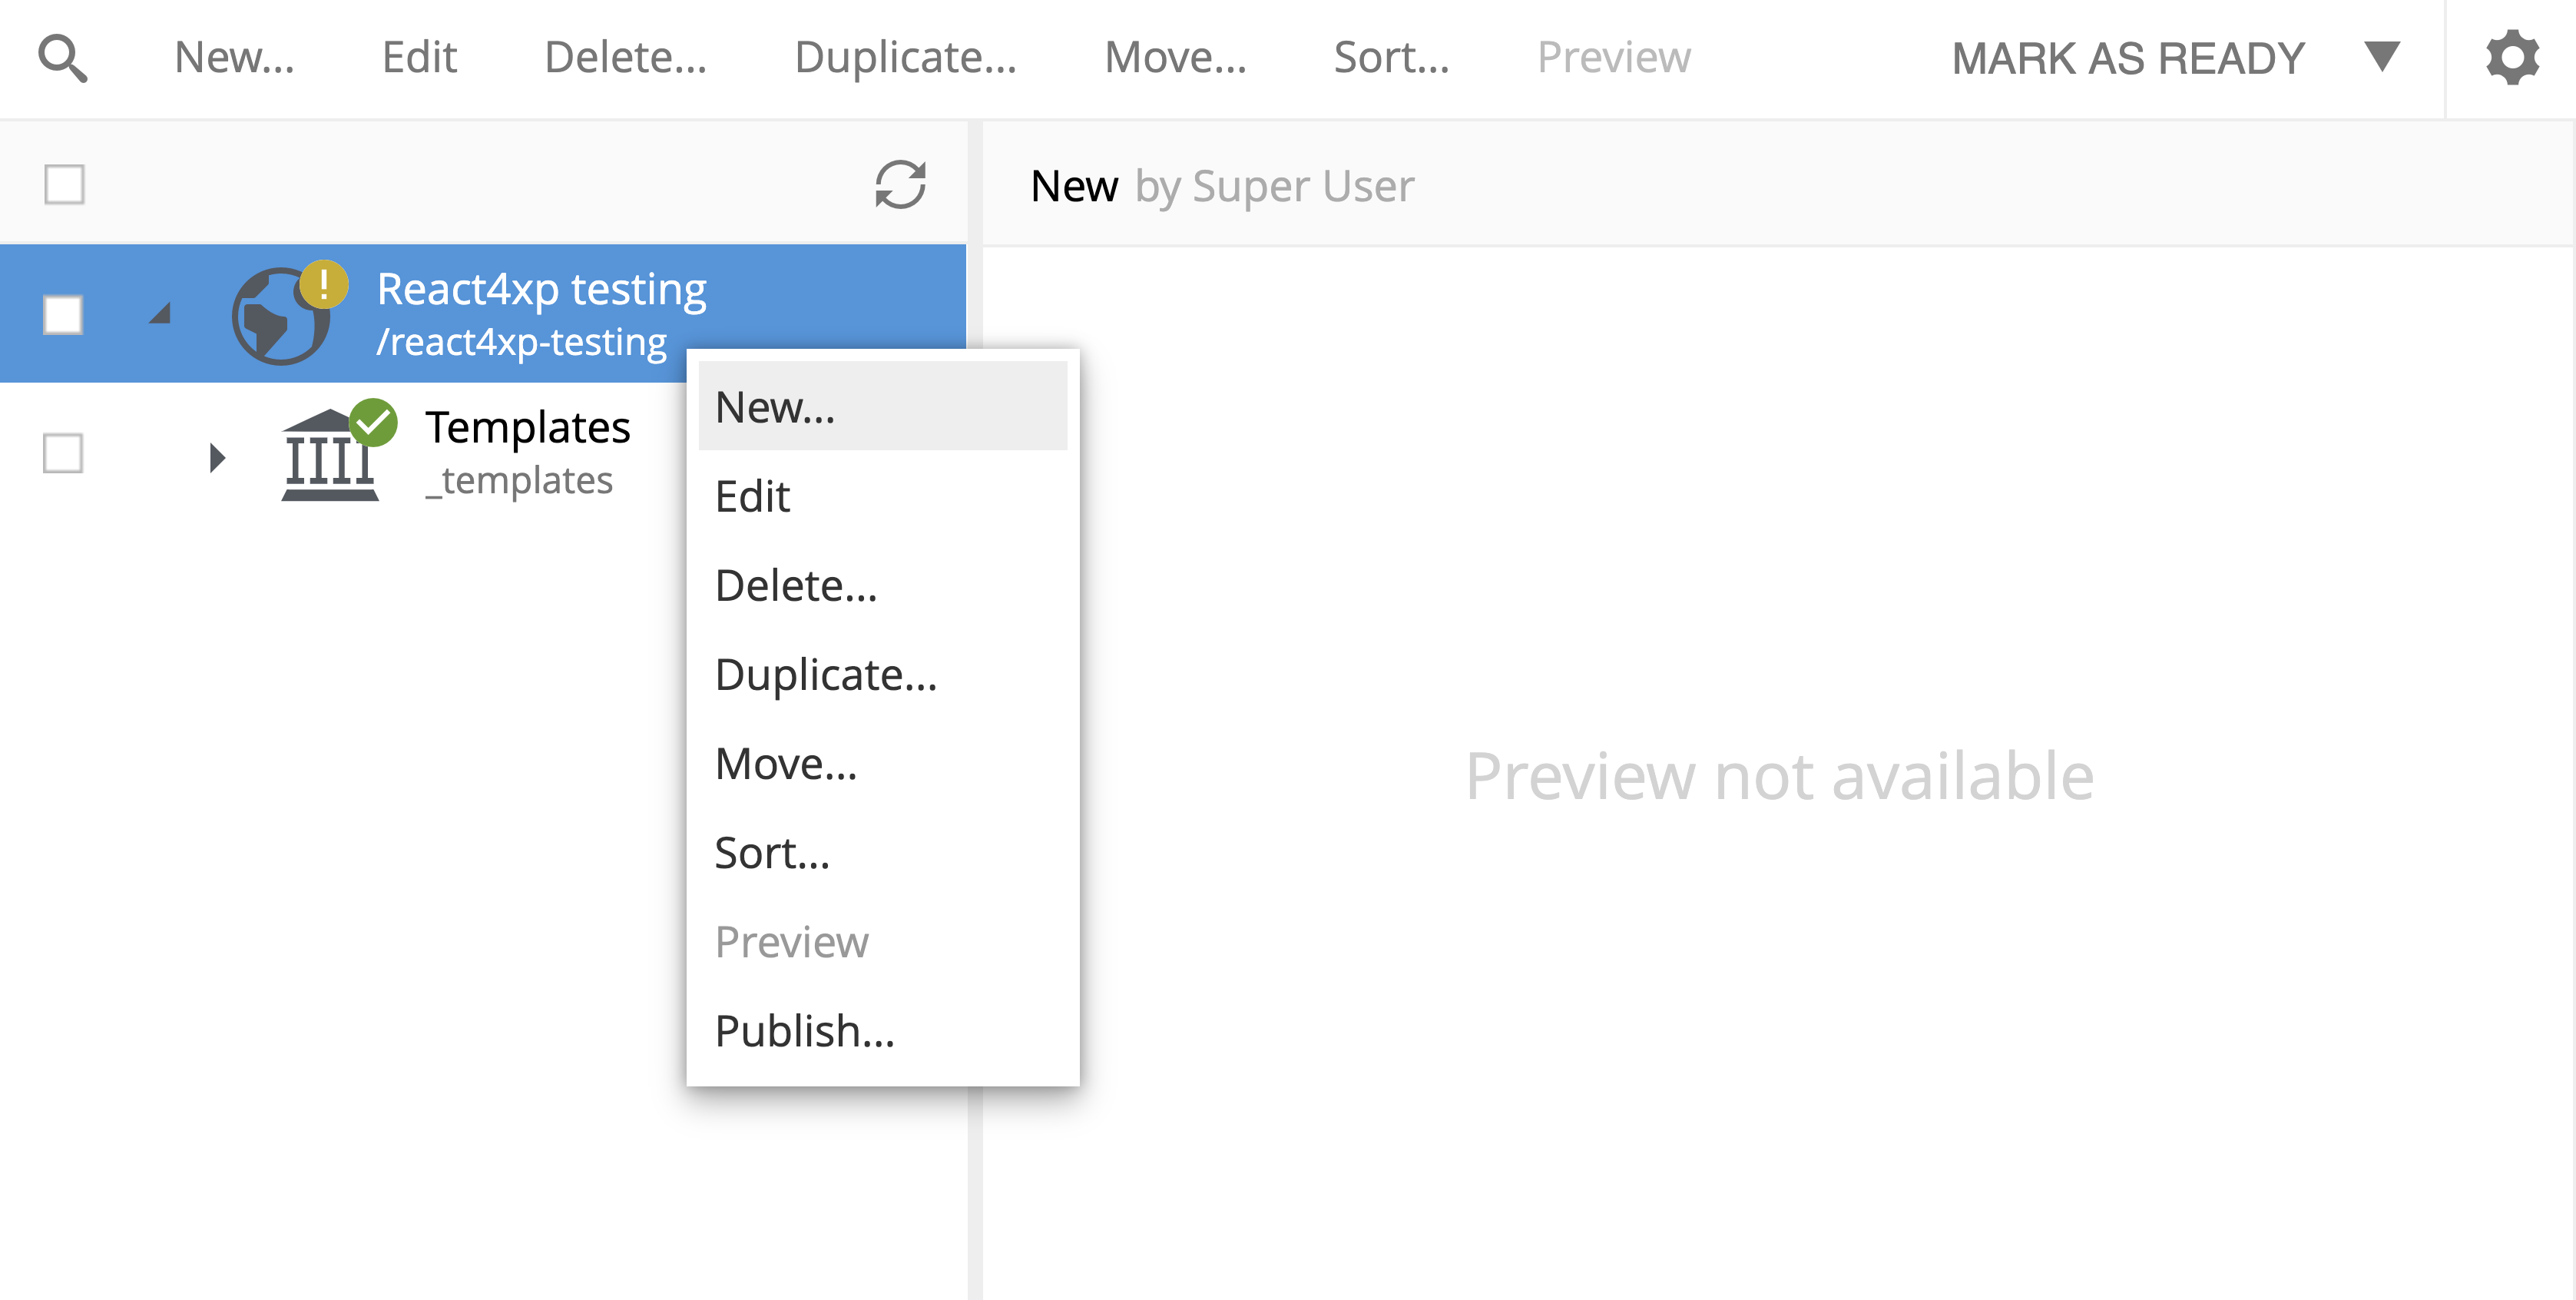 New... Edit Delete... Duplicate... Move... Sort... Preview MARK AS READY
New by Super User
React4xp testing
/react4xp-testing
Templates
_templates
New...
Edit
Delete...
Duplicate...
Move...
Sort...
Preview
Publish...
Preview not available